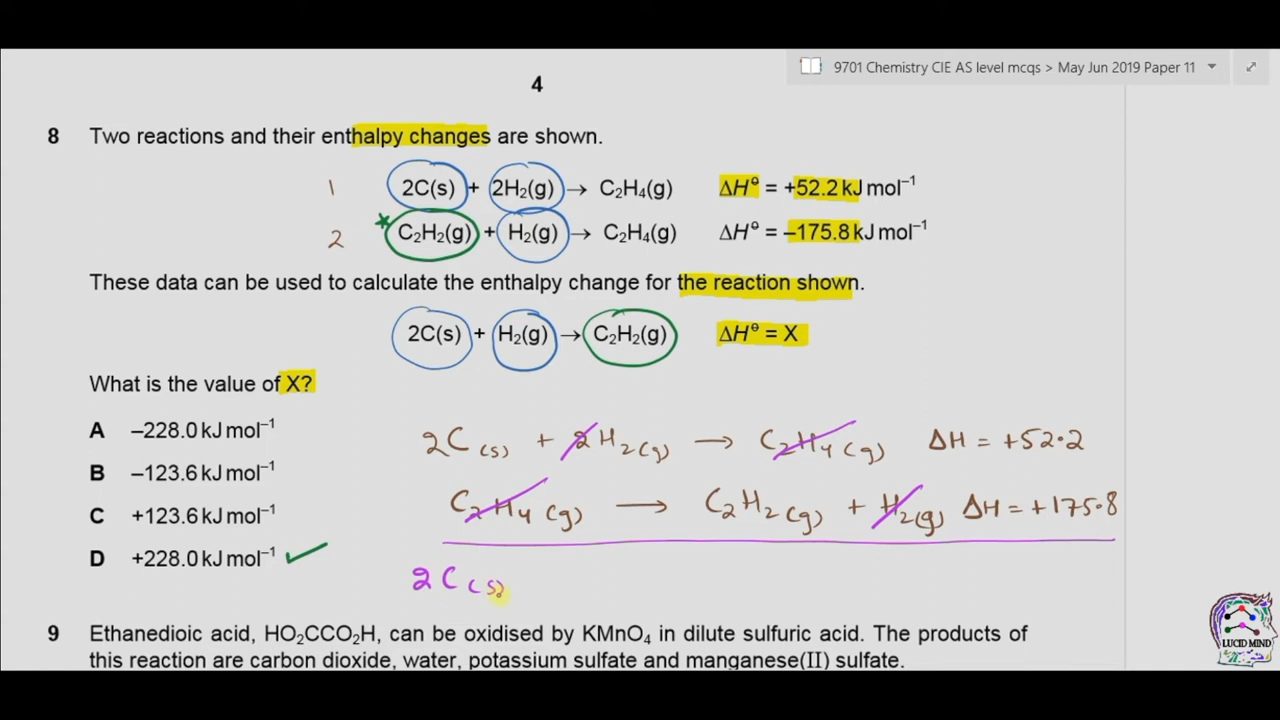 9701 Chemistry CIE AS level mcqs > May Jun 2019 Paper 11
4
8 Two reactions and their enthalpy changes are shown.
1 2C(s) + 2H₂(g) → C₂H₄(g) ΔH⦵ = +52.2 kJ mol⁻¹
2 * C₂H₂(g) + H₂(g) → C₂H₄(g) ΔH⦵ = –175.8 kJ mol⁻¹
These data can be used to calculate the enthalpy change for the reaction shown.
2C(s) + H₂(g) → C₂H₂(g) ΔH⦵ = X
What is the value of X?
A –228.0 kJ mol⁻¹
B –123.6 kJ mol⁻¹
C +123.6 kJ mol⁻¹
D +228.0 kJ mol⁻¹ ✓
2C(s) + 2H₂(g) → C₂H₄(g) ΔH = +52.2
C₂H₄(g) → C₂H₂(g) + H₂(g) ΔH = +175.8
2C(s)
9 Ethanedioic acid, HO₂CCO₂H, can be oxidised by KMnO₄ in dilute sulfuric acid. The products of
this reaction are carbon dioxide, water, potassium sulfate and manganese(II) sulfate.
LUCID MIND